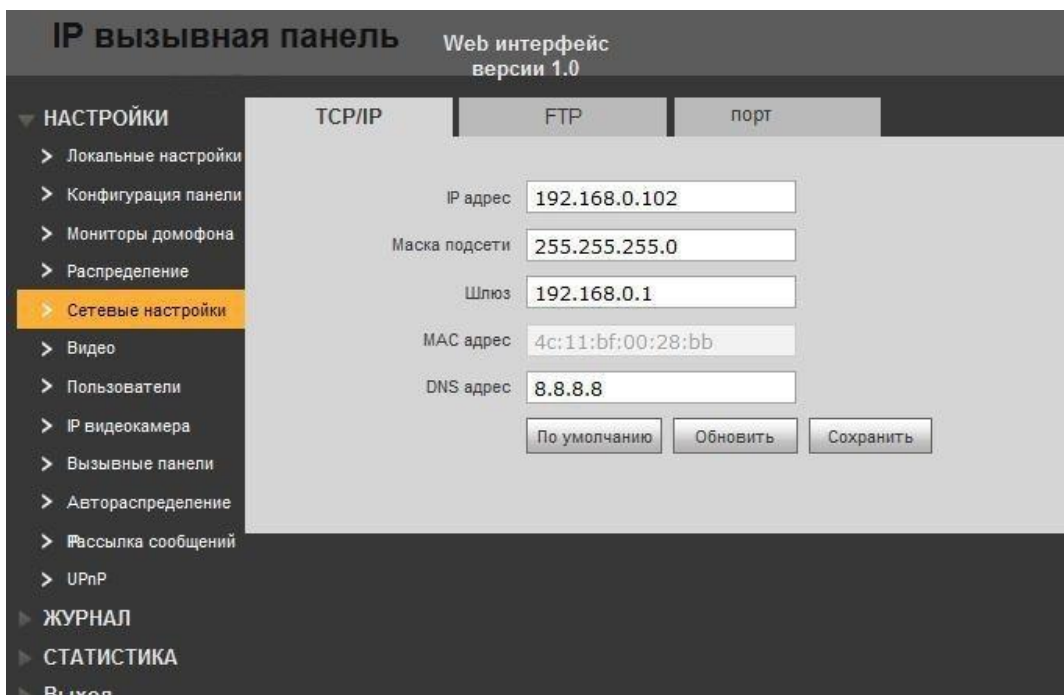 IP вызывная панель
Web интерфейс
версии 1.0
НАСТРОЙКИ
Локальные настройки
Конфигурация панели
Мониторы домофона
Распределение
Сетевые настройки
Видео
Пользователи
IP видеокамера
Вызывные панели
Автораспределение
Рассылка сообщений
UPnP
ЖУРНАЛ
СТАТИСТИКА
Выход
TCP/IP
FTP
порт
IP адрес 192.168.0.102
Маска подсети 255.255.255.0
Шлюз 192.168.0.1
MAC адрес 4c:11:bf:00:28:bb
DNS адрес 8.8.8.8
По умолчанию Обновить Сохранить